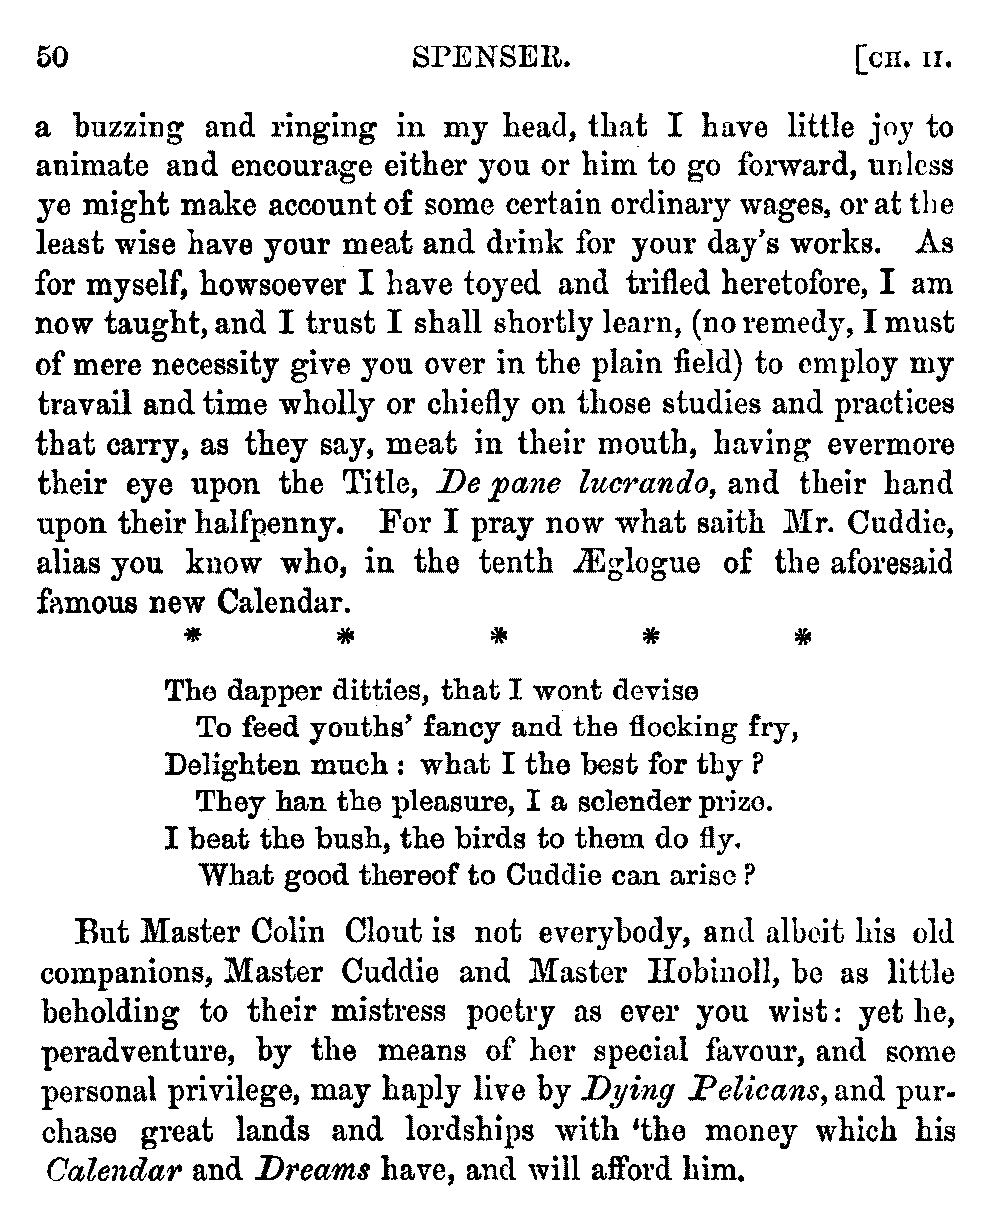 50 SPENSER. [CH. II.
a buzzing and ringing in my head, that I have little joy to
animate and encourage either you or him to go forward, unless
ye might make account of some certain ordinary wages, or at the
least wise have your meat and drink for your day's works. As
for myself, howsoever I have toyed and trifled heretofore, I am
now taught, and I trust I shall shortly learn, (no remedy, I must
of mere necessity give you over in the plain field) to employ my
travail and time wholly or chiefly on those studies and practices
that carry, as they say, meat in their mouth, having evermore
their eye upon the Title, De pane lucrando, and their hand
upon their halfpenny. For I pray now what saith Mr. Cuddie,
alias you know who, in the tenth Æglogue of the aforesaid
famous new Calendar.
* * * * *
The dapper ditties, that I wont devise
To feed youths' fancy and the flocking fry,
Delighten much : what I the best for thy ?
They han the pleasure, I a sclender prize.
I beat the bush, the birds to them do fly.
What good thereof to Cuddie can arise ?
But Master Colin Clout is not everybody, and albeit his old
companions, Master Cuddie and Master Hobinoll, be as little
beholding to their mistress poetry as ever you wist : yet he,
peradventure, by the means of her special favour, and some
personal privilege, may haply live by Dying Pelicans, and pur-
chase great lands and lordships with 'the money which his
Calendar and Dreams have, and will afford him.